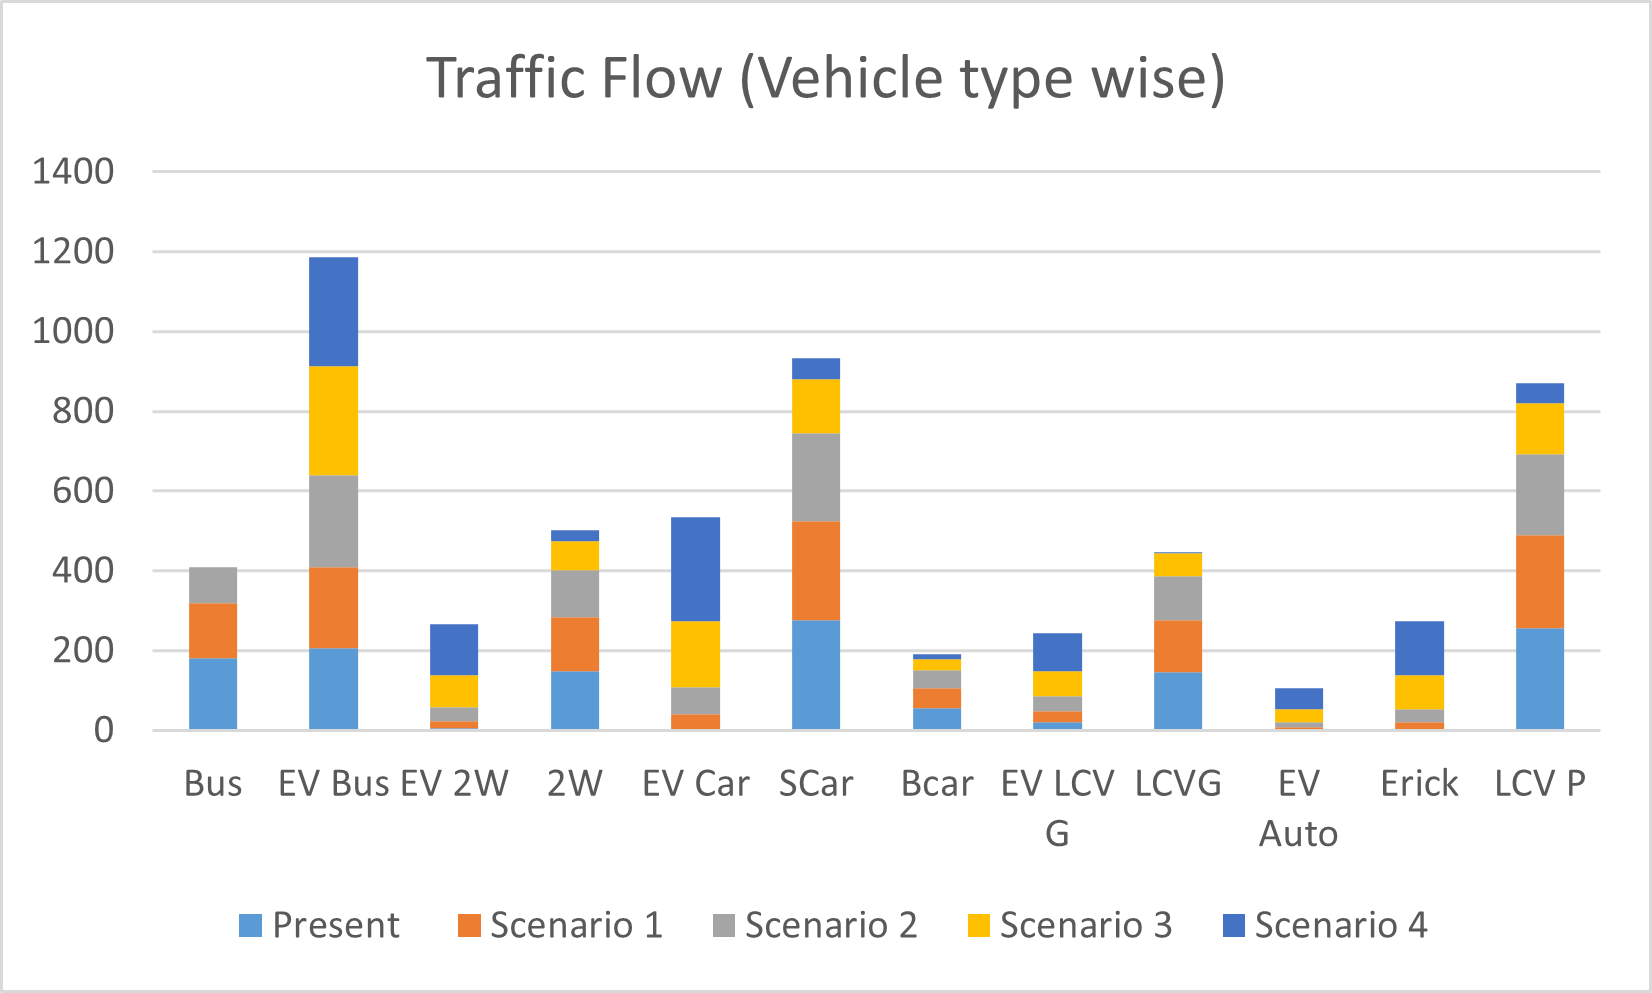 Traffic Flow (Vehicle type wise)
1400
1200
1000
800
600
400
200
0
Bus EV Bus EV 2W 2W EV Car SCar Bcar EV LCV G LCVG EV Auto Erick LCV P
Present Scenario 1 Scenario 2 Scenario 3 Scenario 4